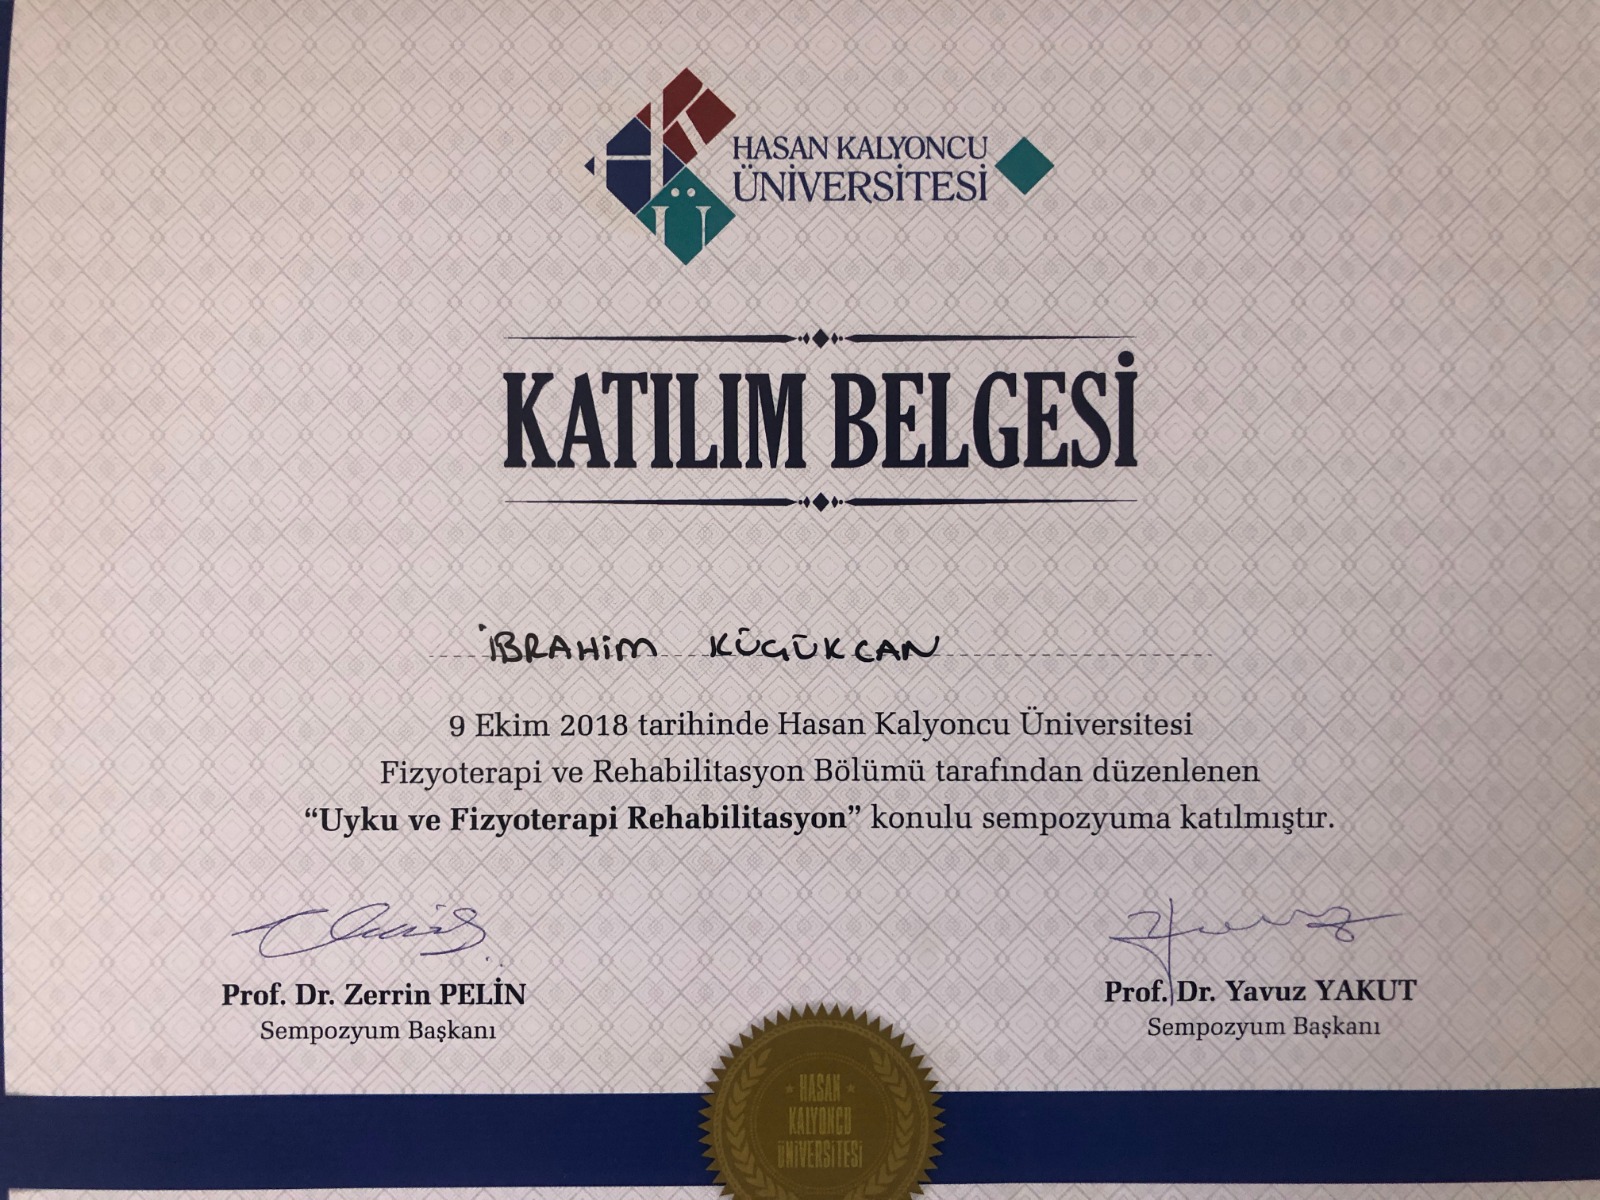 HASAN KALYONCU
ÜNİVERSİTESİ
KATILIM BELGESİ
İBRAHİM KÜÇÜKCAN
9 Ekim 2018 tarihinde Hasan Kalyoncu Üniversitesi
Fizyoterapi ve Rehabilitasyon Bölümü tarafından düzenlenen
“Uyku ve Fizyoterapi Rehabilitasyon” konulu sempozyuma katılmıştır.
Prof. Dr. Zerrin PELİN
Sempozyum Başkanı
Prof. Dr. Yavuz YAKUT
Sempozyum Başkanı
HASAN
KALYONCU
ÜNİVERSİTESİ